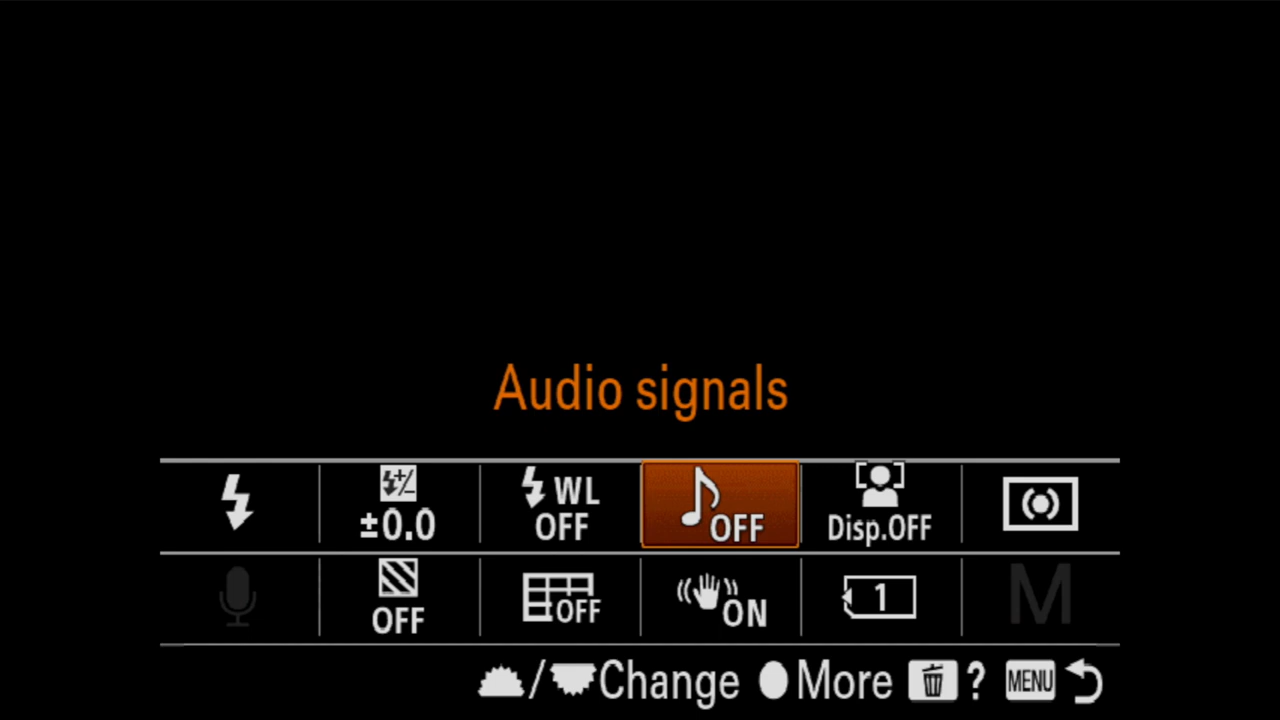 Audio signals
±0.0
WL
OFF
OFF
Disp.OFF
OFF
OFF
ON
1
M
/ Change More ? MENU